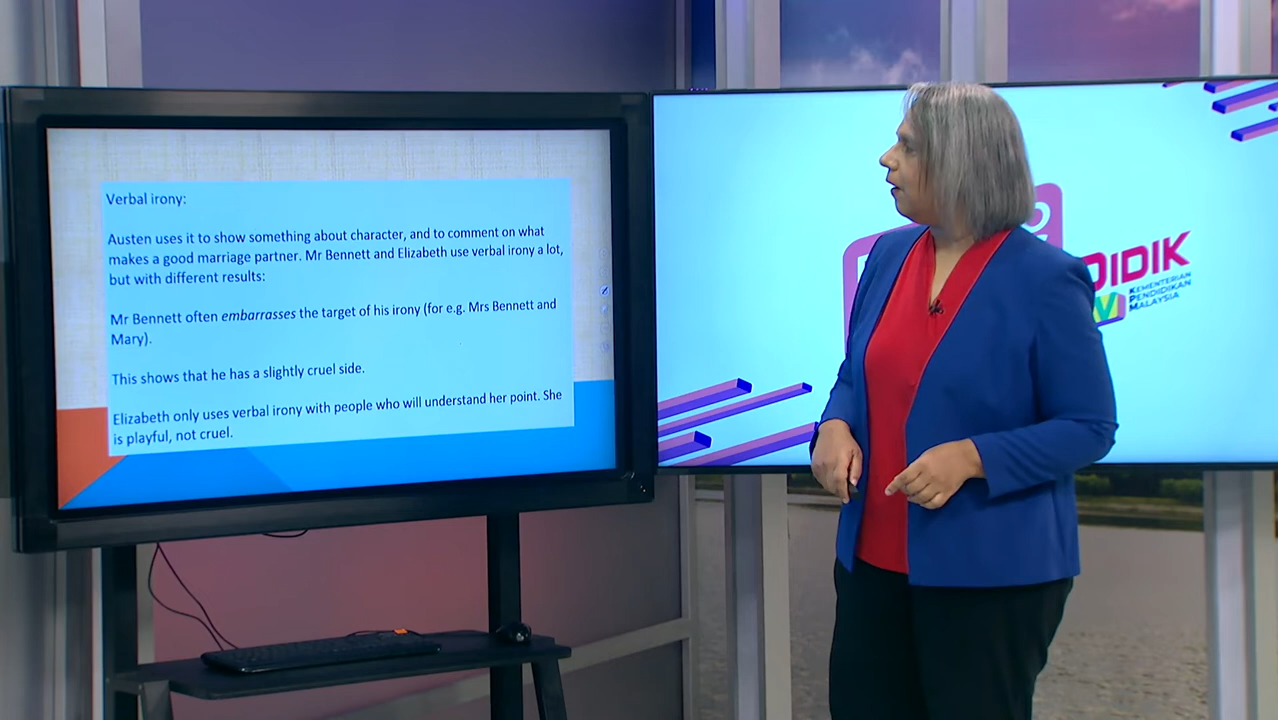 Verbal irony:
Austen uses it to show something about character, and to comment on what
makes a good marriage partner. Mr Bennett and Elizabeth use verbal irony a lot,
but with different results:
Mr Bennett often embarrasses the target of his irony (for e.g. Mrs Bennett and
Mary).
This shows that he has a slightly cruel side.
Elizabeth only uses verbal irony with people who will understand her point. She
is playful, not cruel.
DIDIK
V
KEMENTERIAN
PENDIDIKAN
MALAYSIA